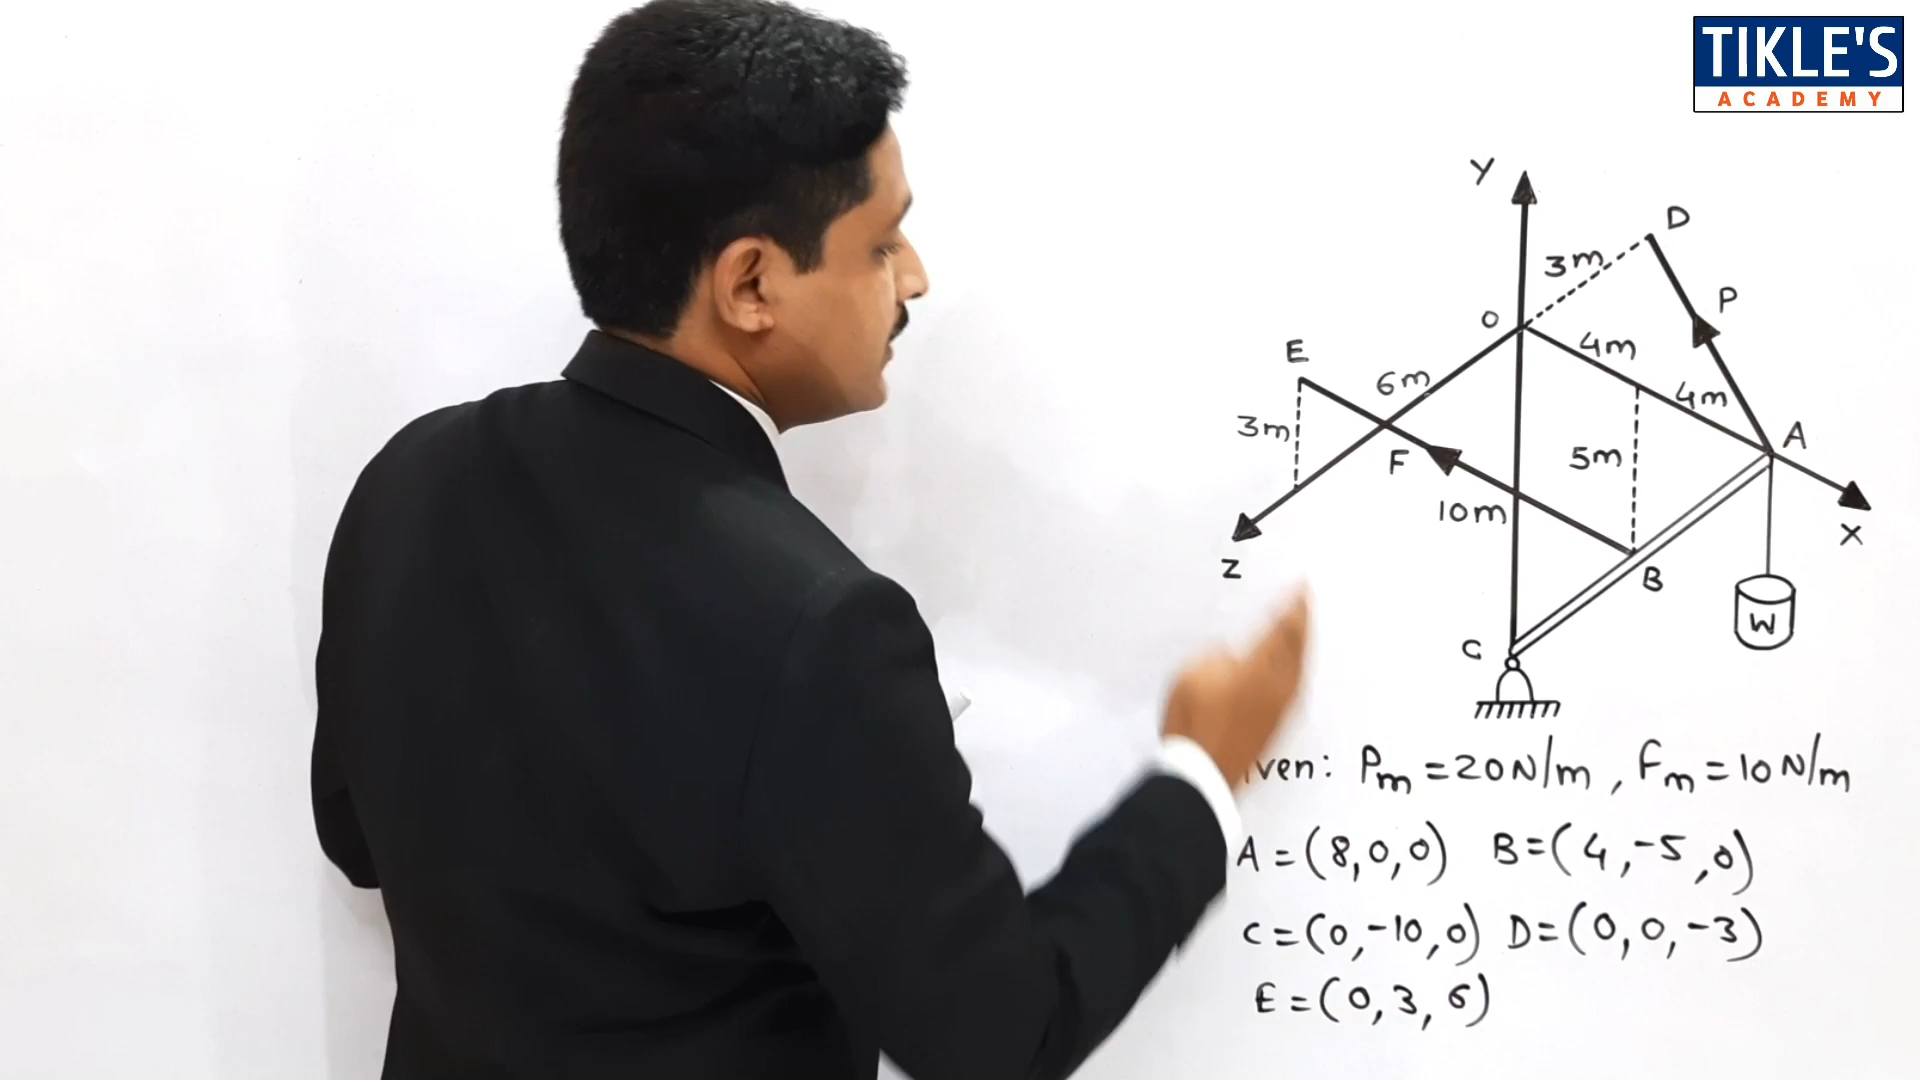 TIKLE'S
ACADEMY
Y
D
3m
P
O
4m
E
6m
4m
3m
A
F
5m
10m
X
Z
B
W
C
ven: Pm = 20N/m, Fm = 10N/m
A = (8,0,0) B = (4,-5,0)
C = (0,-10,0) D = (0,0,-3)
E = (0,3,6)